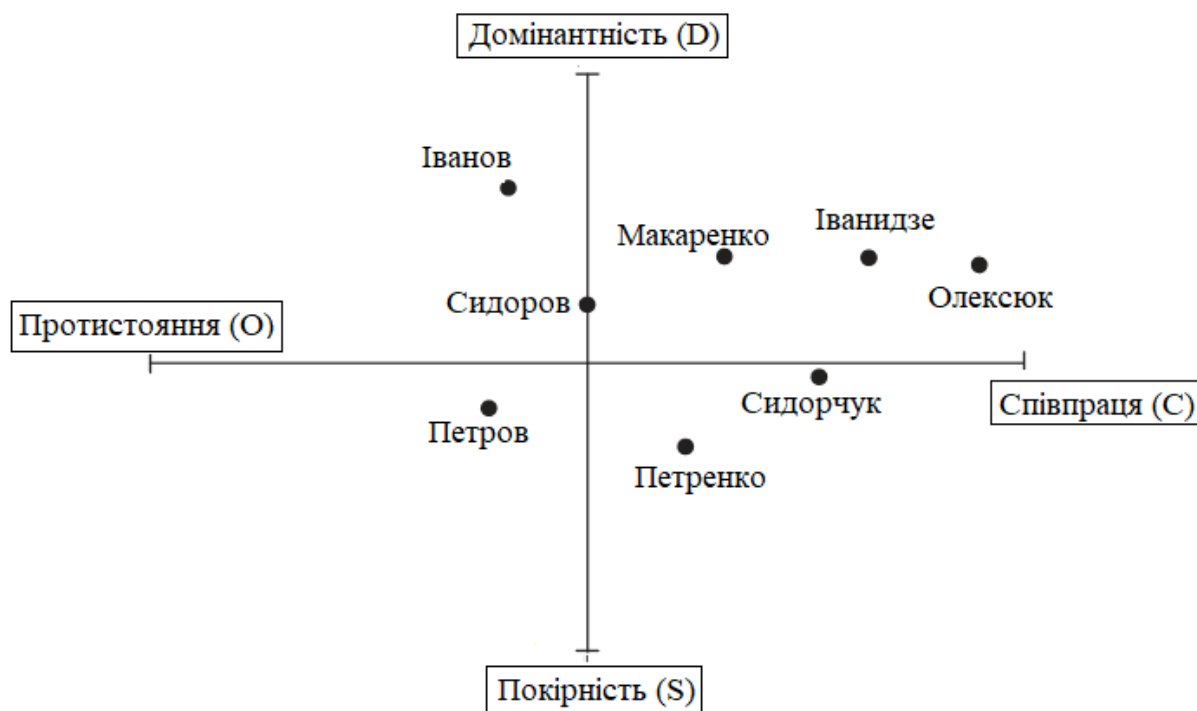 Домінантність (D)
Іванов
Макаренко
Іванидзе
Олексюк
Сидоров
Протистояння (O)
Сидорчук
Співпраця (C)
Петров
Петренко
Покірність (S)